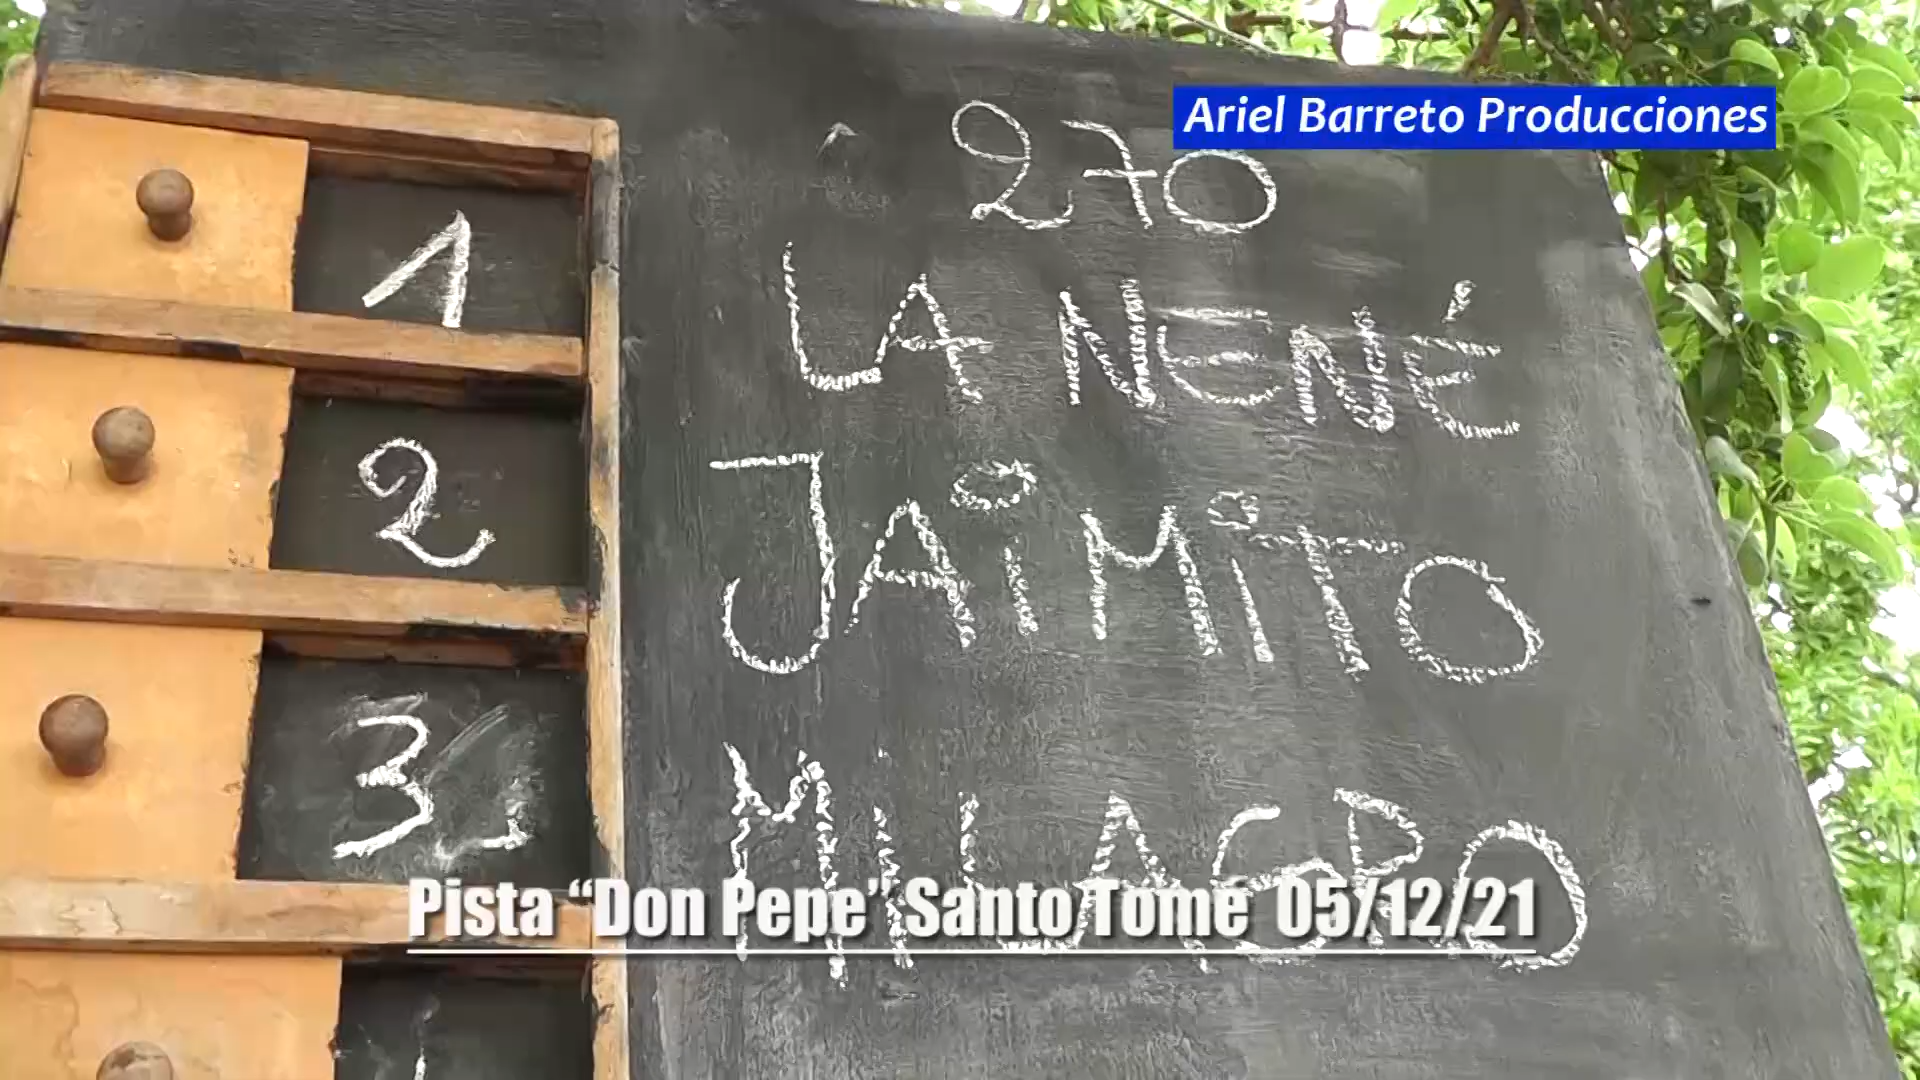 Ariel Barreto Producciones
270
1 LA NENÉ
2 JAiMiTO
3 MILAGRO
Pista “Don Pepe” Santo Tomé 05/12/21